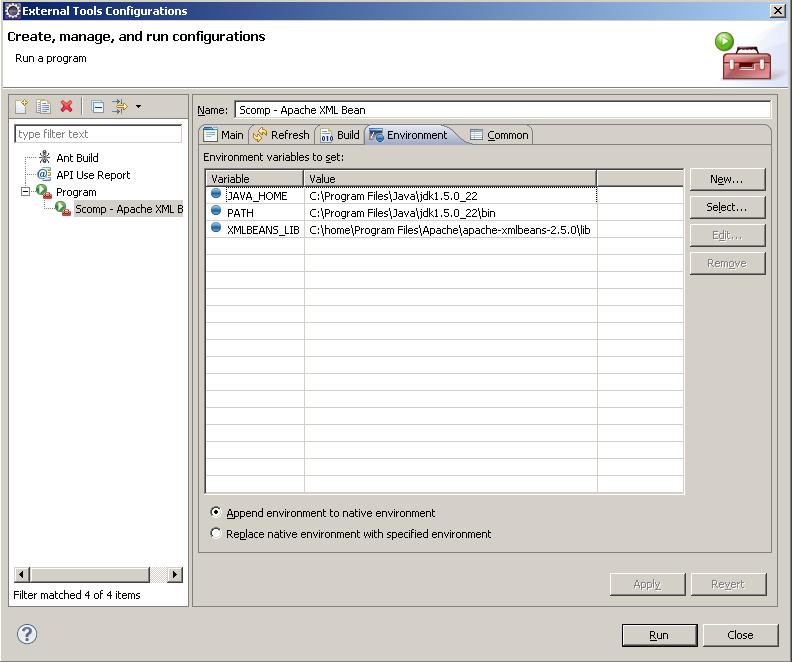 External Tools Configurations
Create, manage, and run configurations
Run a program
type filter text
Ant Build
API Use Report
Program
Scomp - Apache XML B
Filter matched 4 of 4 items
Name: Scomp - Apache XML Bean
Main Refresh Build Environment Common
Environment variables to set:
Variable Value
JAVA_HOME C:\Program Files\Java\jdk1.5.0_22
PATH C:\Program Files\Java\jdk1.5.0_22\bin
XMLBEANS_LIB C:\home\Program Files\Apache\apache-xmlbeans-2.5.0\lib
New...
Select...
Edit...
Remove
Append environment to native environment
Replace native environment with specified environment
Apply Revert
? Run Close